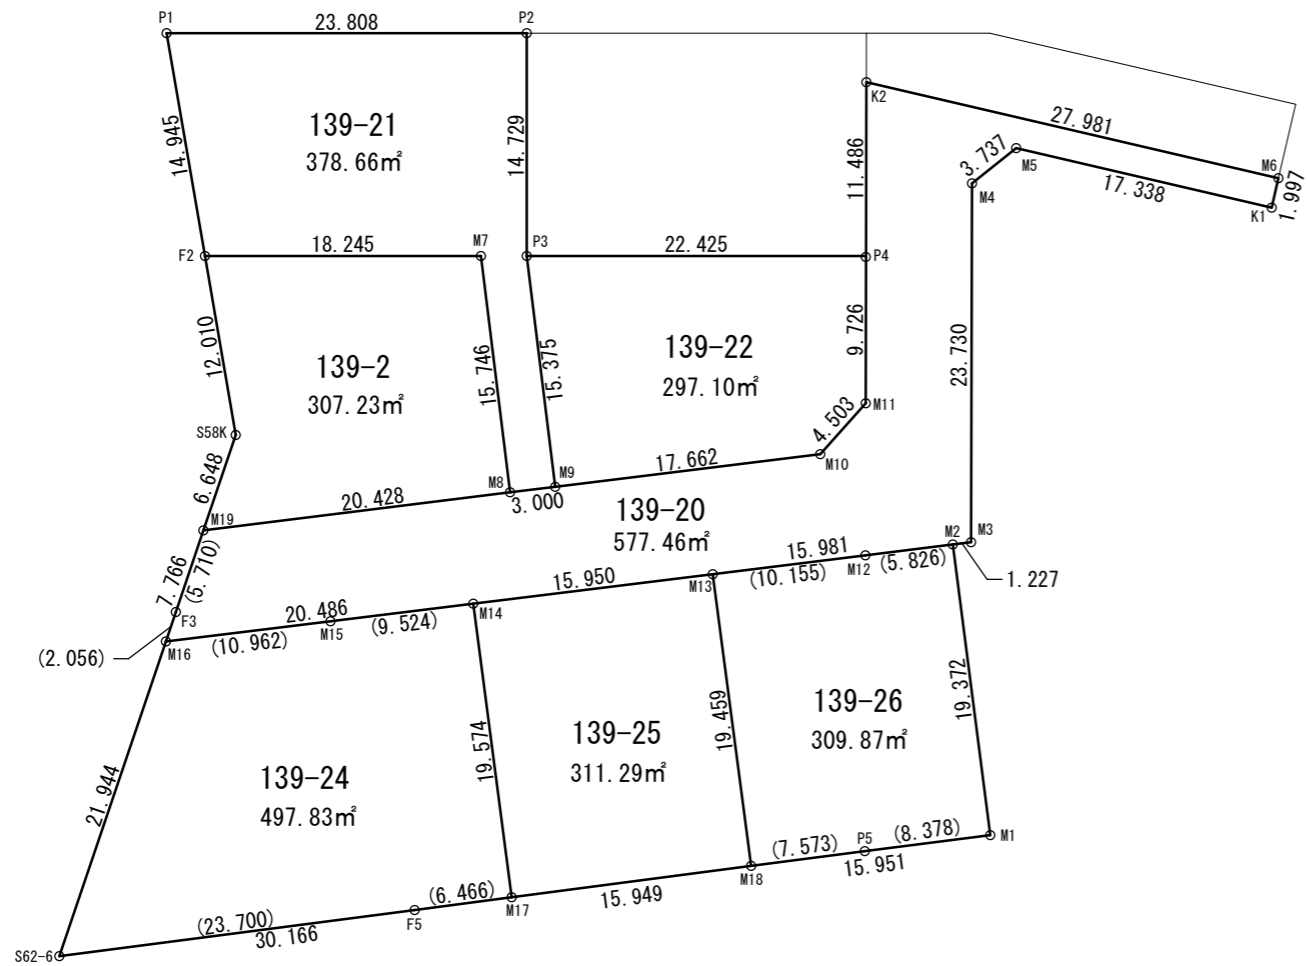 P1
23.808
P2
139-21
378.66㎡
14.945
14.729
K2
27.981
M6
1.997
K1
11.486
3.737
M5
17.338
M4
F2
18.245
M7
P3
22.425
P4
12.010
139-2
307.23㎡
15.746
15.375
139-22
297.10㎡
9.726
23.730
S58K
M11
4.503
M10
6.648
M8
M9
17.662
20.428
3.000
M19
139-20
577.46㎡
M2
M3
1.227
7.766
(5.710)
15.981
M12
(5.826)
15.950
M13
(10.155)
F3
20.486
M14
M15
(9.524)
(2.056)
M16
(10.962)
19.372
139-26
309.87㎡
19.459
139-25
311.29㎡
19.574
139-24
497.83㎡
21.944
M1
P5
(8.378)
(7.573)
15.951
M18
(6.466)
M17
15.949
F5
(23.700)
30.166
S62-6